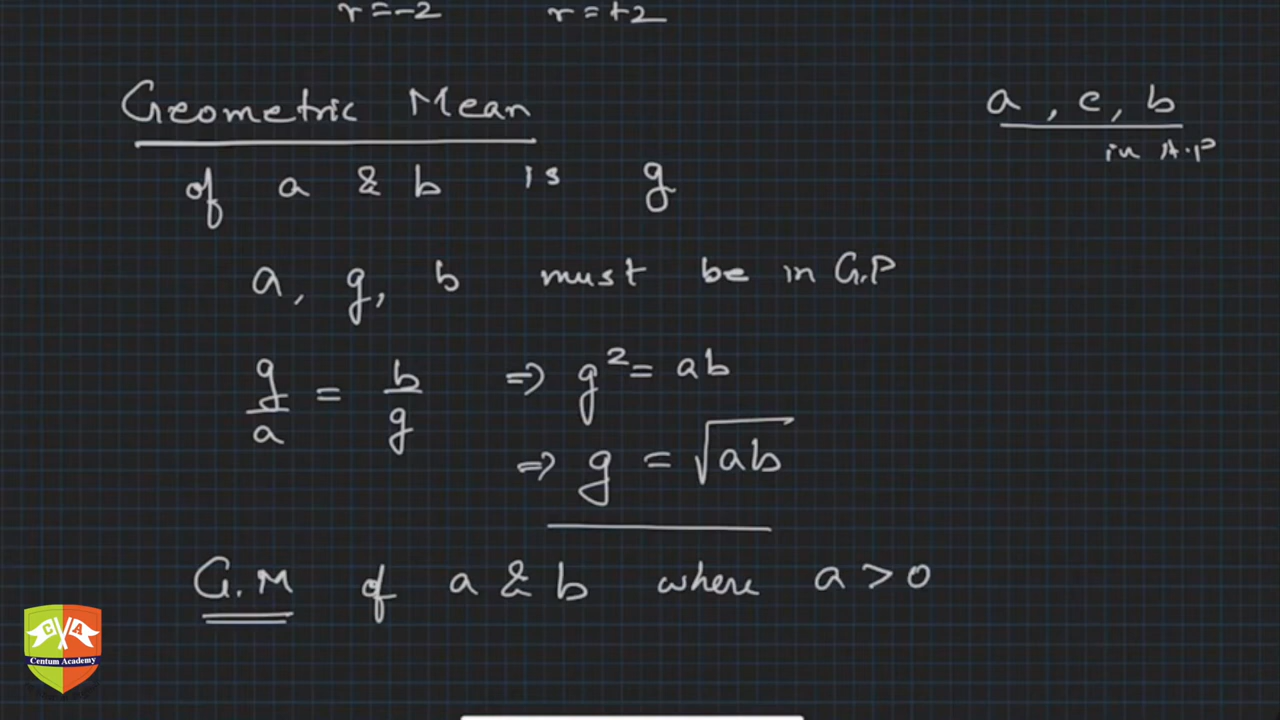 r = -2 r = +2
Geometric Mean
a , c , b
in A.P
of a & b is g
a, g, b must be in G.P
g/a = b/g ⇒ g² = ab
⇒ g = √ab
G.M of a & b where a > 0
C A
Centum Academy